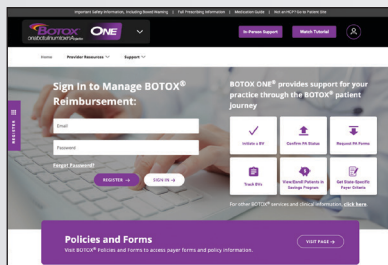 Important Safety Information, Including Boxed Warning | Full Prescribing Information | Medication Guide | Not an HCP? Go to Patient Site
BOTOX ONE
onabotulinumtoxinA
In-Person Support
Watch Tutorial
Home
Provider Resources
Support
REGISTER
Sign In to Manage BOTOX®
Reimbursement:
Email
Password
Forgot Password?
REGISTER →
SIGN IN →
BOTOX ONE® provides support for your
practice through the BOTOX® patient
journey
Initiate a BV
Confirm PA Status
Request PA Forms
Track BVs
View/Enroll Patients in
Savings Program
Get State-Specific
Payer Criteria
For other BOTOX® services and clinical information, click here.
Policies and Forms
Visit BOTOX® Policies and Forms to access payer forms and policy information.
VISIT PAGE →